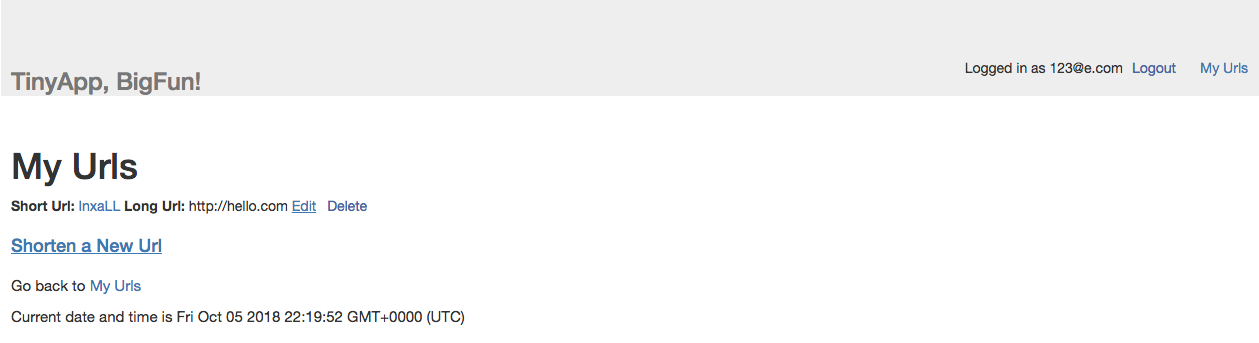 Logged in as 123@e.com Logout My Urls
TinyApp, BigFun!
My Urls
Short Url: InxaLL Long Url: http://hello.com Edit Delete
Shorten a New Url
Go back to My Urls
Current date and time is Fri Oct 05 2018 22:19:52 GMT+0000 (UTC)